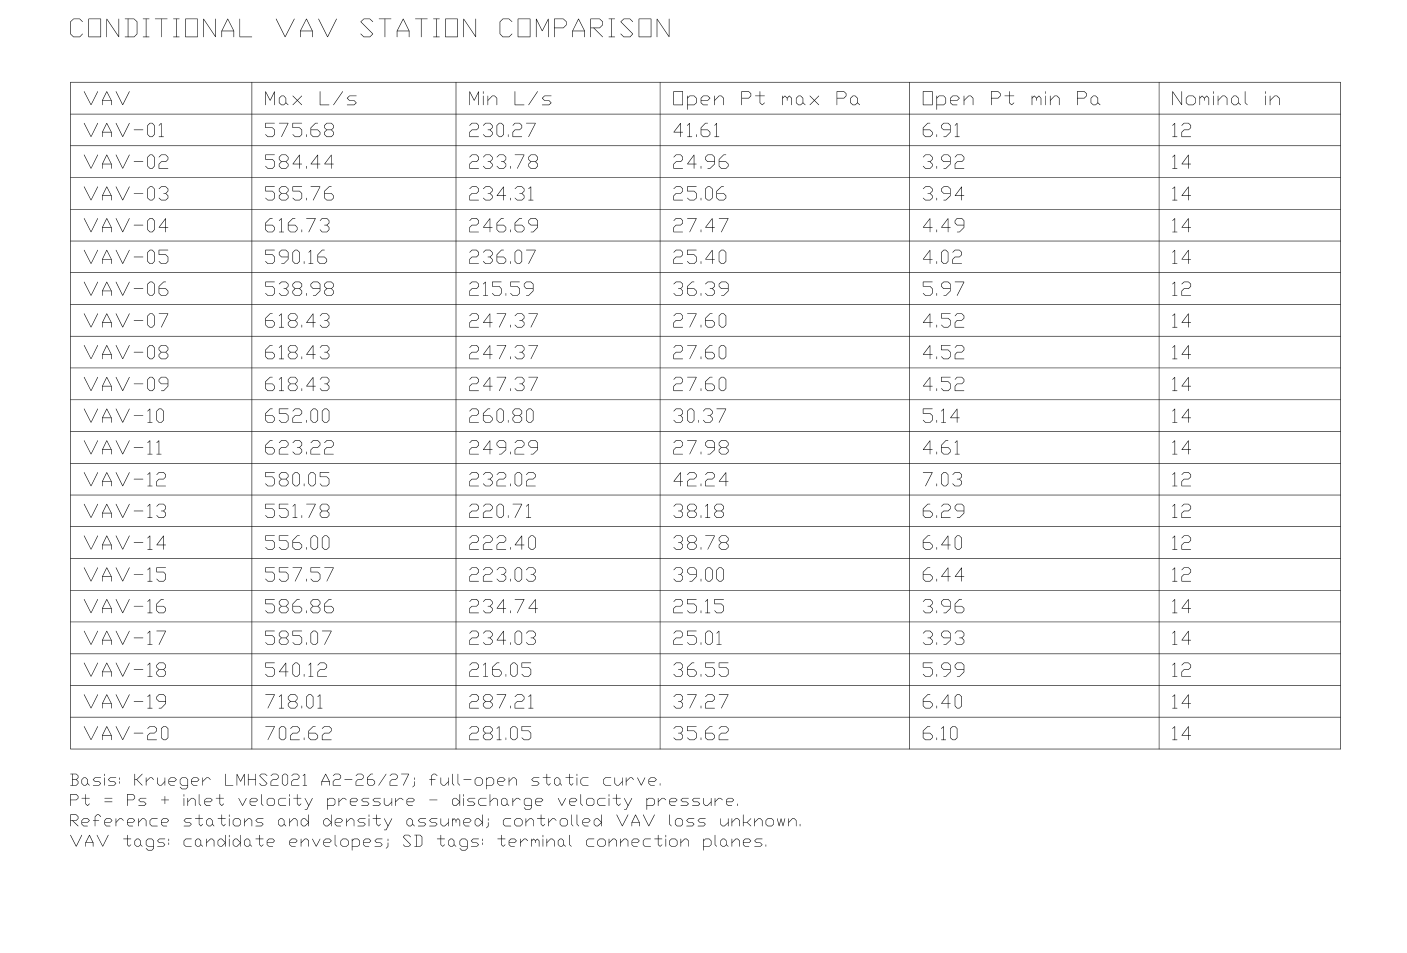 CONDITIONAL VAV STATION COMPARISON
VAV Max L/s Min L/s Open Pt max Pa Open Pt min Pa Nominal in
VAV-01 575.68 230.27 41.61 6.91 12
VAV-02 584.44 233.78 24.96 3.92 14
VAV-03 585.76 234.31 25.06 3.94 14
VAV-04 616.73 246.69 27.47 4.49 14
VAV-05 590.16 236.07 25.40 4.02 14
VAV-06 538.98 215.59 36.39 5.97 12
VAV-07 618.43 247.37 27.60 4.52 14
VAV-08 618.43 247.37 27.60 4.52 14
VAV-09 618.43 247.37 27.60 4.52 14
VAV-10 652.00 260.80 30.37 5.14 14
VAV-11 623.22 249.29 27.98 4.61 14
VAV-12 580.05 232.02 42.24 7.03 12
VAV-13 551.78 220.71 38.18 6.29 12
VAV-14 556.00 222.40 38.78 6.40 12
VAV-15 557.57 223.03 39.00 6.44 12
VAV-16 586.86 234.74 25.15 3.96 14
VAV-17 585.07 234.03 25.01 3.93 14
VAV-18 540.12 216.05 36.55 5.99 12
VAV-19 718.01 287.21 37.27 6.40 14
VAV-20 702.62 281.05 35.62 6.10 14
Basis: Krueger LMHS2021 A2-26/27; full-open static curve.
Pt = Ps + inlet velocity pressure - discharge velocity pressure.
Reference stations and density assumed; controlled VAV loss unknown.
VAV tags: candidate envelopes; SD tags: terminal connection planes.